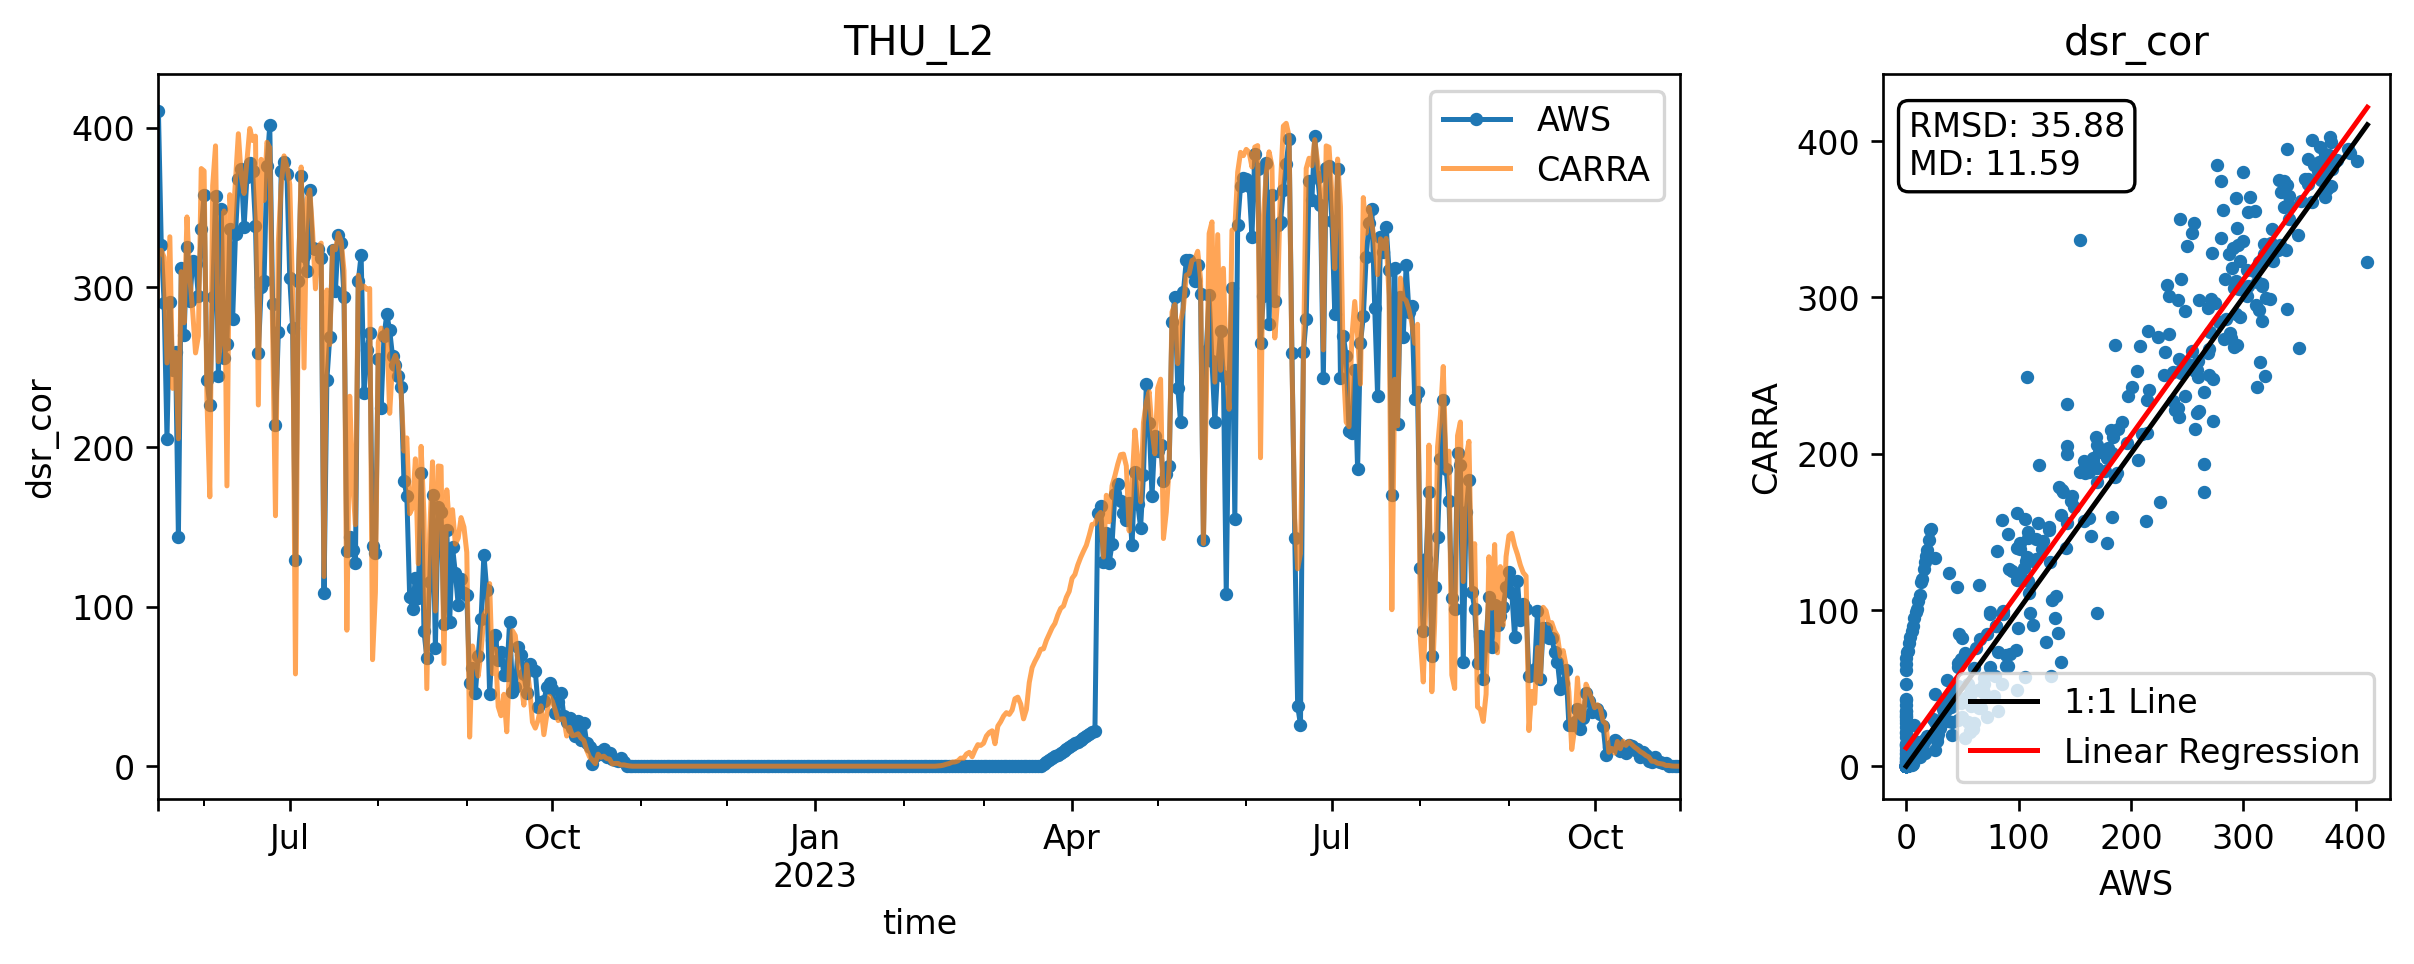 THU_L2
dsr_cor
400
300
200
100
0
AWS
CARRA
Jul
Oct
Jan
2023
Apr
Jul
Oct
time
dsr_cor
CARRA
400
300
200
100
0
RMSD: 35.88
MD: 11.59
1:1 Line
Linear Regression
0
100
200
300
400
AWS